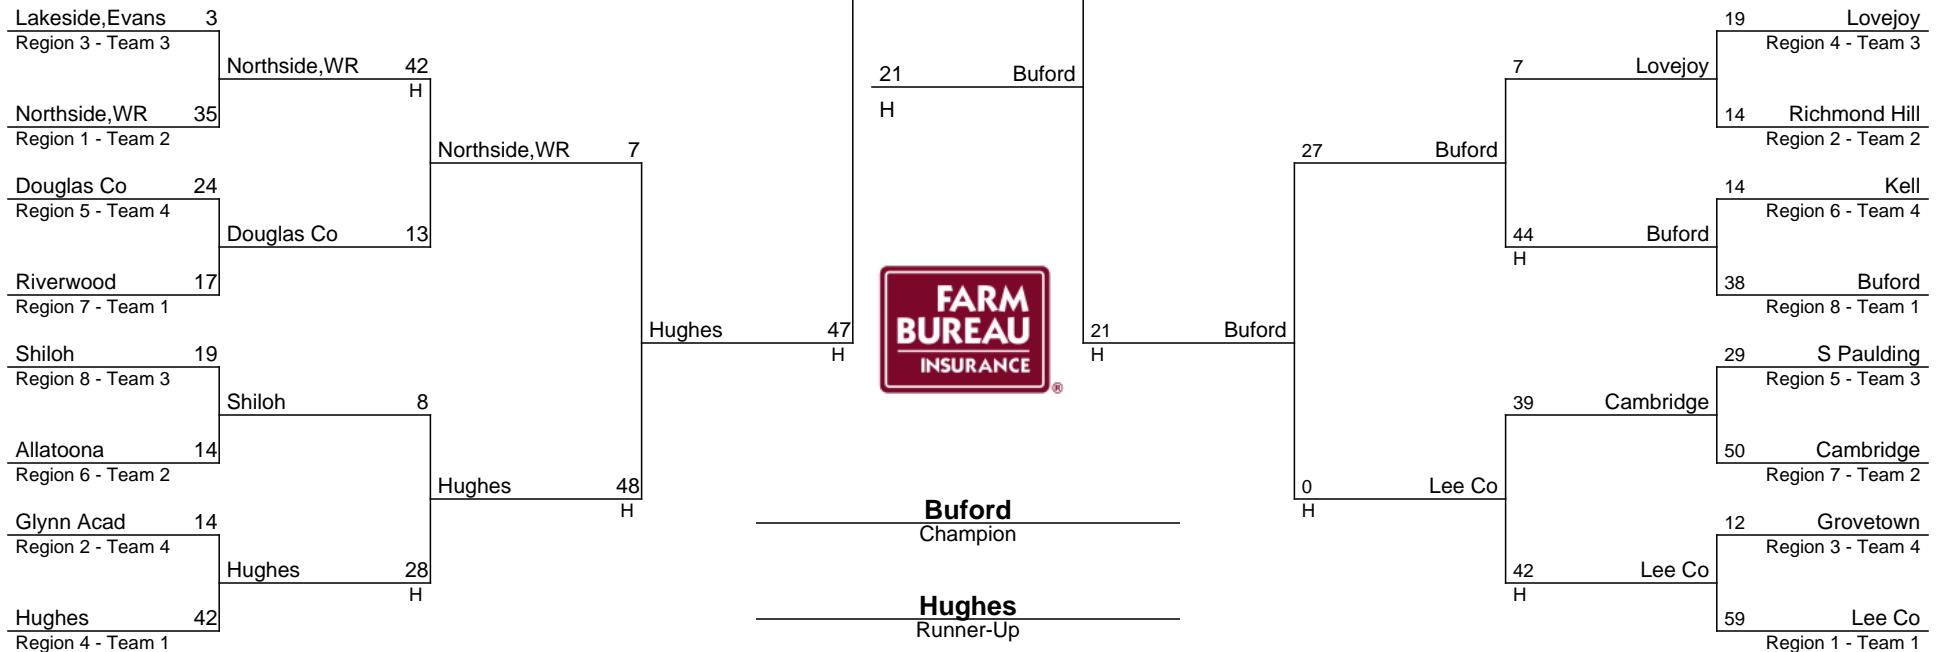 Lakeside,Evans 3
Region 3 - Team 3
Northside,WR 42
H
Northside,WR 35
Region 1 - Team 2
Northside,WR 7
Douglas Co 24
Region 5 - Team 4
Douglas Co 13
Riverwood 17
Region 7 - Team 1
Hughes 47
H
Shiloh 19
Region 8 - Team 3
Shiloh 8
Allatoona 14
Region 6 - Team 2
Hughes 48
H
Glynn Acad 14
Region 2 - Team 4
Hughes 28
H
Hughes 42
Region 4 - Team 1
21 Buford
H
FARM
BUREAU
INSURANCE
®
Buford
Champion
Hughes
Runner-Up
21 Buford
H
27 Buford
0 Lee Co
H
7 Lovejoy
44 Buford
H
39 Cambridge
42 Lee Co
H
19 Lovejoy
Region 4 - Team 3
14 Richmond Hill
Region 2 - Team 2
14 Kell
Region 6 - Team 4
38 Buford
Region 8 - Team 1
29 S Paulding
Region 5 - Team 3
50 Cambridge
Region 7 - Team 2
12 Grovetown
Region 3 - Team 4
59 Lee Co
Region 1 - Team 1